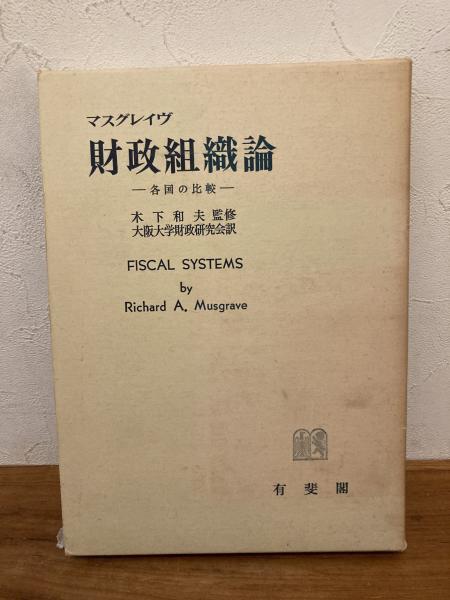 マスグレイヴ
財政組織論
―各国の比較―
木下和夫監修
大阪大学財政研究会訳
FISCAL SYSTEMS
by
Richard A. Musgrave
有斐閣